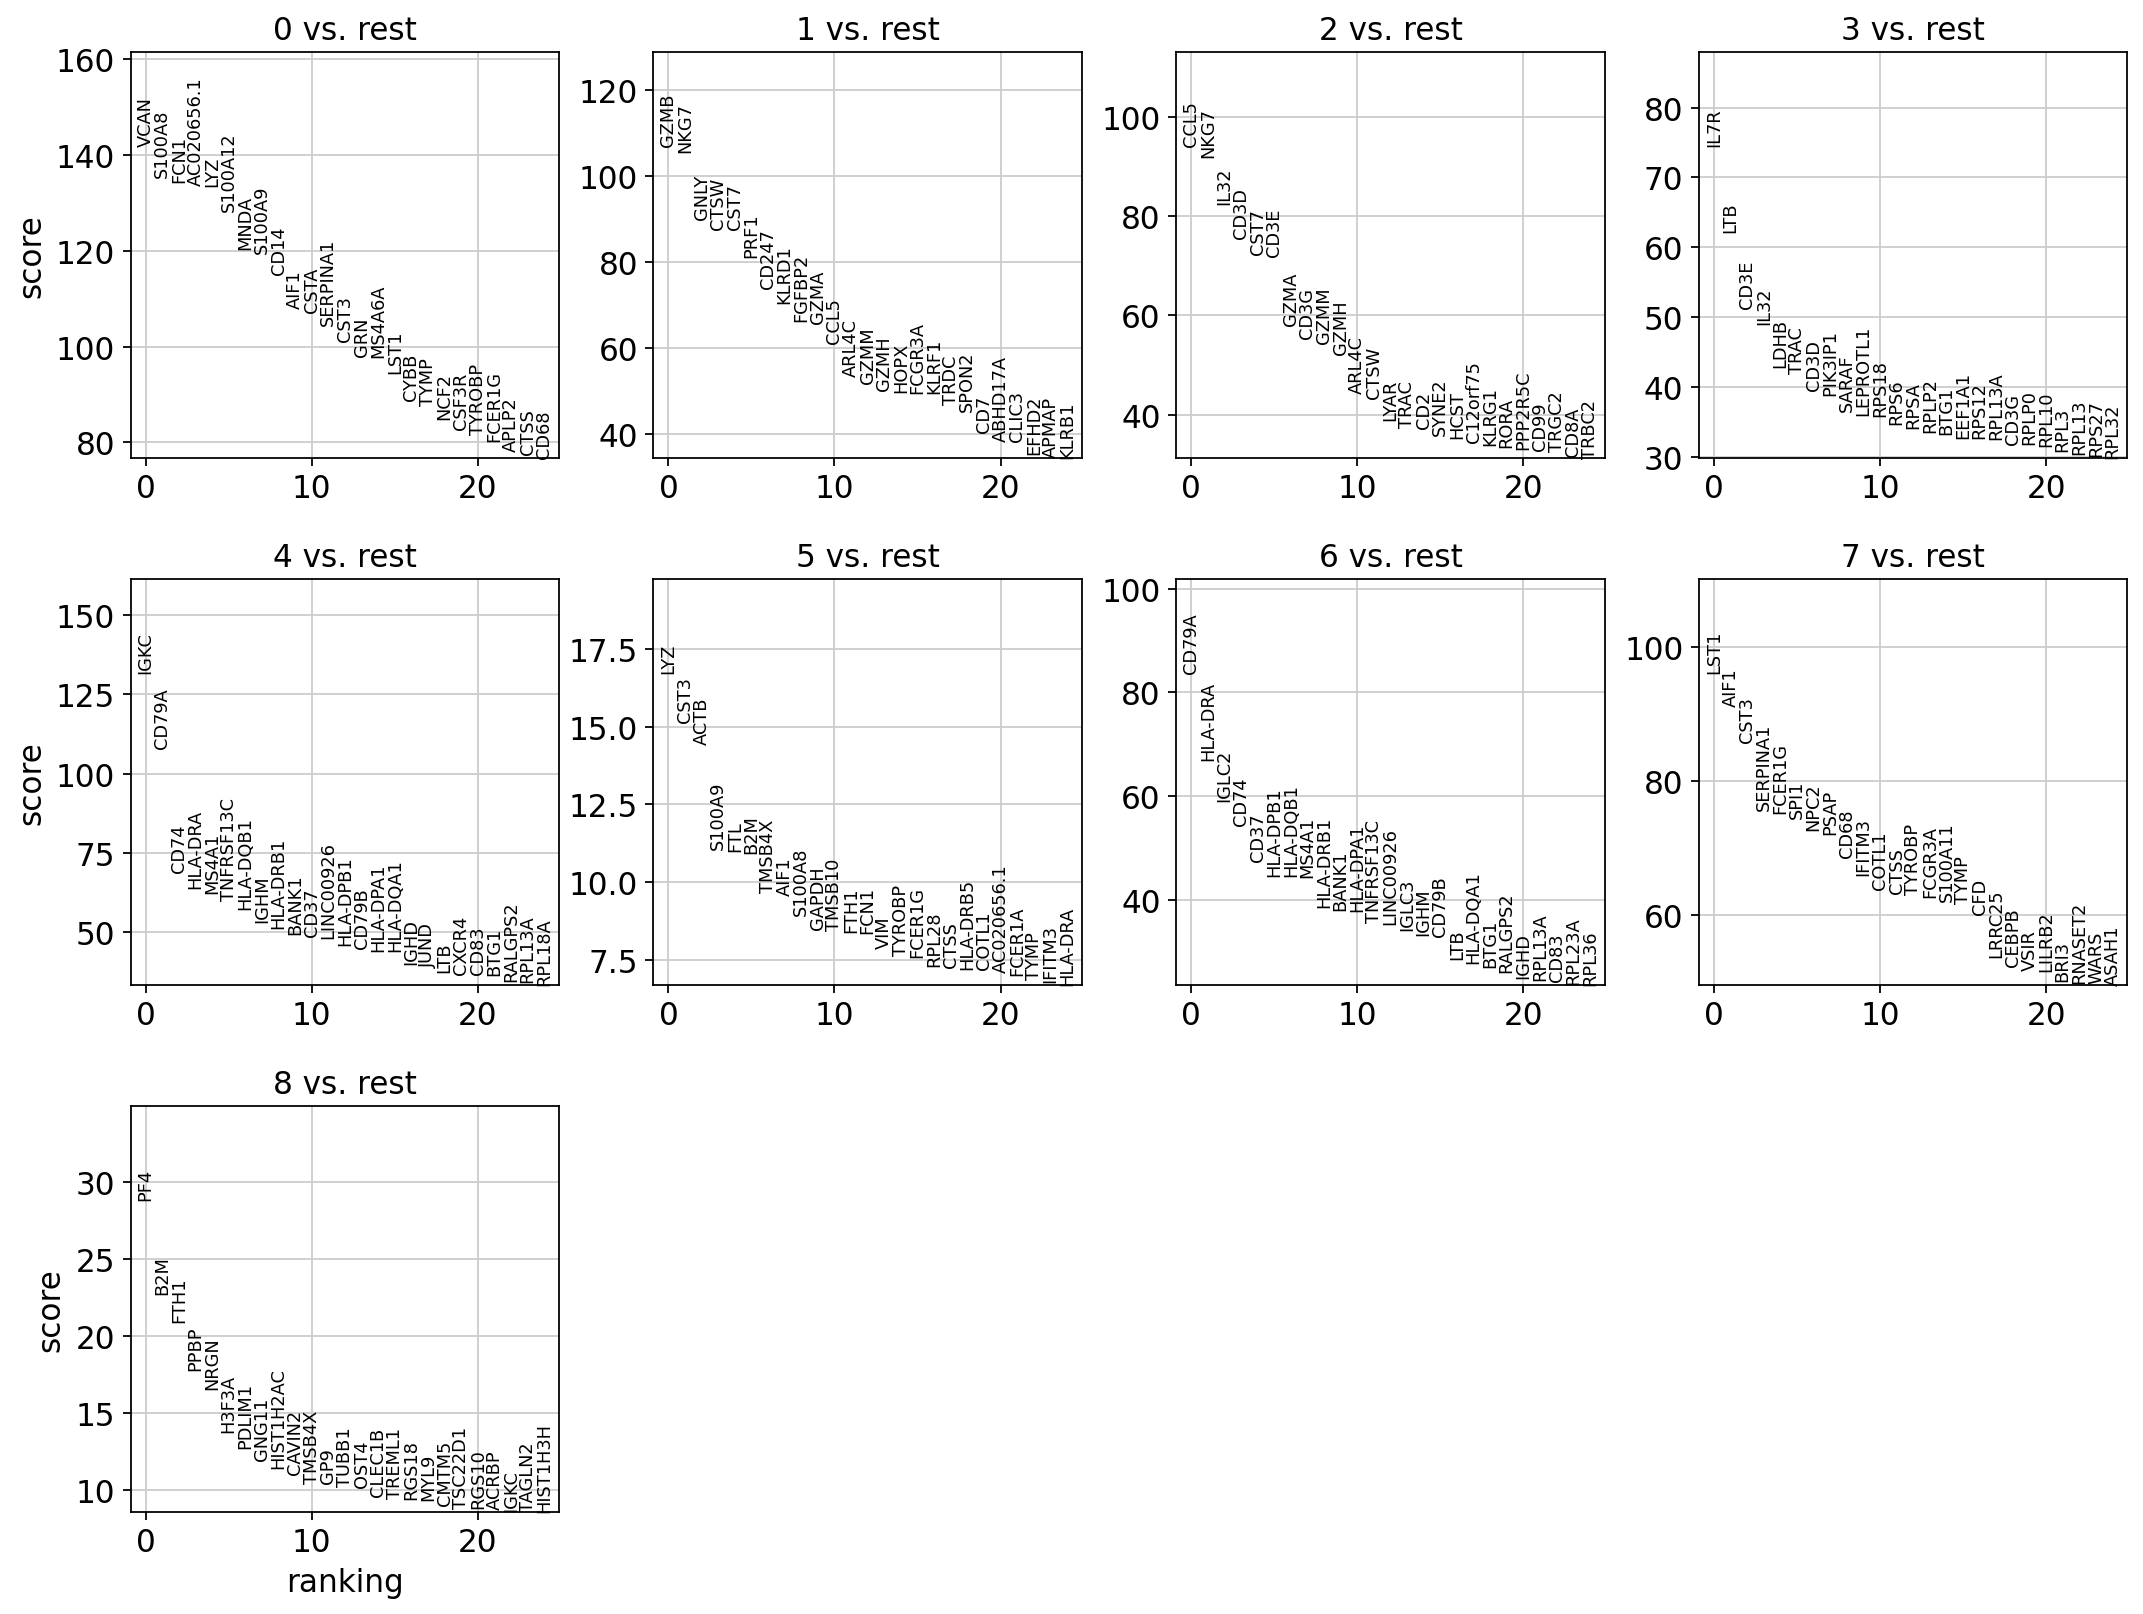 0 vs. rest
score
160
140
120
100
80
0
10
20
VCAN
S100A8
FCN1
AC020656.1
LYZ
S100A12
MNDA
S100A9
CD14
AIF1
CSTA
SERPINA1
CST3
GRN
MS4A6A
LST1
CYBB
TYMP
NCF2
CSF3R
TYROBP
FCER1G
APLP2
CTSS
CD68
1 vs. rest
120
100
80
60
40
0
10
20
GZMB
NKG7
GNLY
CTSW
CST7
PRF1
CD247
KLRD1
FGFBP2
GZMA
CCL5
ARL4C
GZMM
GZMH
HOPX
FCGR3A
KLRF1
TRDC
SPON2
CD7
ABHD17A
CLIC3
EFHD2
APMAP
KLRB1
2 vs. rest
100
80
60
40
0
10
20
CCL5
NKG7
IL32
CD3D
CST7
CD3E
GZMA
CD3G
GZMM
GZMH
ARL4C
CTSW
LYAR
TRAC
CD2
SYNE2
HCST
C12orf75
KLRG1
RORA
PPP2R5C
CD99
TRGC2
CD8A
TRBC2
3 vs. rest
80
70
60
50
40
30
0
10
20
IL7R
LTB
CD3E
IL32
LDHB
TRAC
CD3D
PIK3IP1
SARAF
LEPROTL1
RPS18
RPS6
RPSA
RPLP2
BTG1
EEF1A1
RPS12
RPL13A
CD3G
RPLP0
RPL10
RPL3
RPL13
RPS27
RPL32
4 vs. rest
score
150
125
100
75
50
0
10
20
IGKC
CD79A
CD74
HLA-DRA
MS4A1
TNFRSF13C
HLA-DQB1
IGHM
HLA-DRB1
BANK1
CD37
LINC00926
HLA-DPB1
CD79B
HLA-DPA1
HLA-DQA1
IGHD
JUND
LTB
CXCR4
CD83
BTG1
RALGPS2
RPL13A
RPL18A
5 vs. rest
17.5
15.0
12.5
10.0
7.5
0
10
20
LYZ
CST3
ACTB
S100A9
FTL
B2M
TMSB4X
AIF1
S100A8
GAPDH
TMSB10
FTH1
FCN1
VIM
TYROBP
FCER1G
RPL28
CTSS
HLA-DRB5
COTL1
AC020656.1
FCER1A
TYMP
IFITM3
HLA-DRA
6 vs. rest
100
80
60
40
0
10
20
CD79A
HLA-DRA
IGLC2
CD74
CD37
HLA-DPB1
HLA-DQB1
MS4A1
HLA-DRB1
BANK1
HLA-DPA1
TNFRSF13C
LINC00926
IGLC3
IGHM
CD79B
LTB
HLA-DQA1
BTG1
RALGPS2
IGHD
RPL13A
CD83
RPL23A
RPL36
7 vs. rest
100
80
60
0
10
20
LST1
AIF1
CST3
SERPINA1
FCER1G
SPI1
NPC2
PSAP
CD68
IFITM3
COTL1
CTSS
TYROBP
FCGR3A
S100A11
TYMP
CFD
LRRC25
CEBPB
VSIR
LILRB2
BRI3
RNASET2
WARS
ASAH1
8 vs. rest
score
30
25
20
15
10
0
10
20
ranking
PF4
B2M
FTH1
PPBP
NRGN
H3F3A
PDLIM1
GNG11
HIST1H2AC
CAVIN2
TMSB4X
GP9
TUBB1
OST4
CLEC1B
TREML1
RGS18
MYL9
CMTM5
TSC22D1
RGS10
ACRBP
IGKC
TAGLN2
HIST1H3H